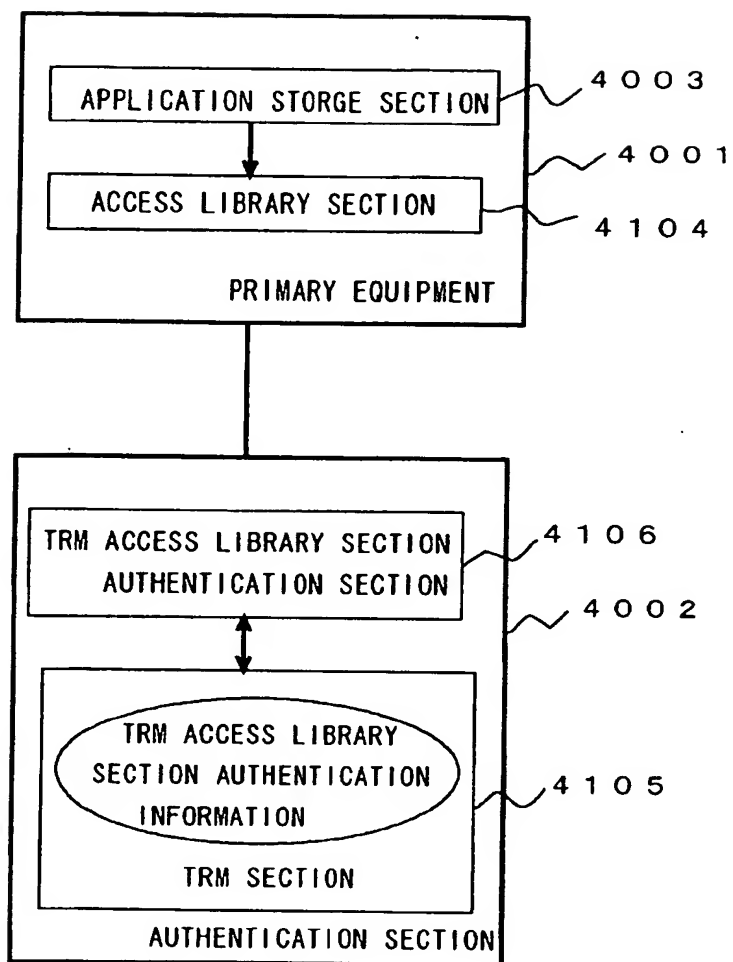 APPLICATION STORGE SECTION
4003
4001
ACCESS LIBRARY SECTION
4104
PRIMARY EQUIPMENT
TRM ACCESS LIBRARY SECTION
AUTHENTICATION SECTION
4106
4002
TRM ACCESS LIBRARY
SECTION AUTHENTICATION
INFORMATION
4105
TRM SECTION
AUTHENTICATION SECTION